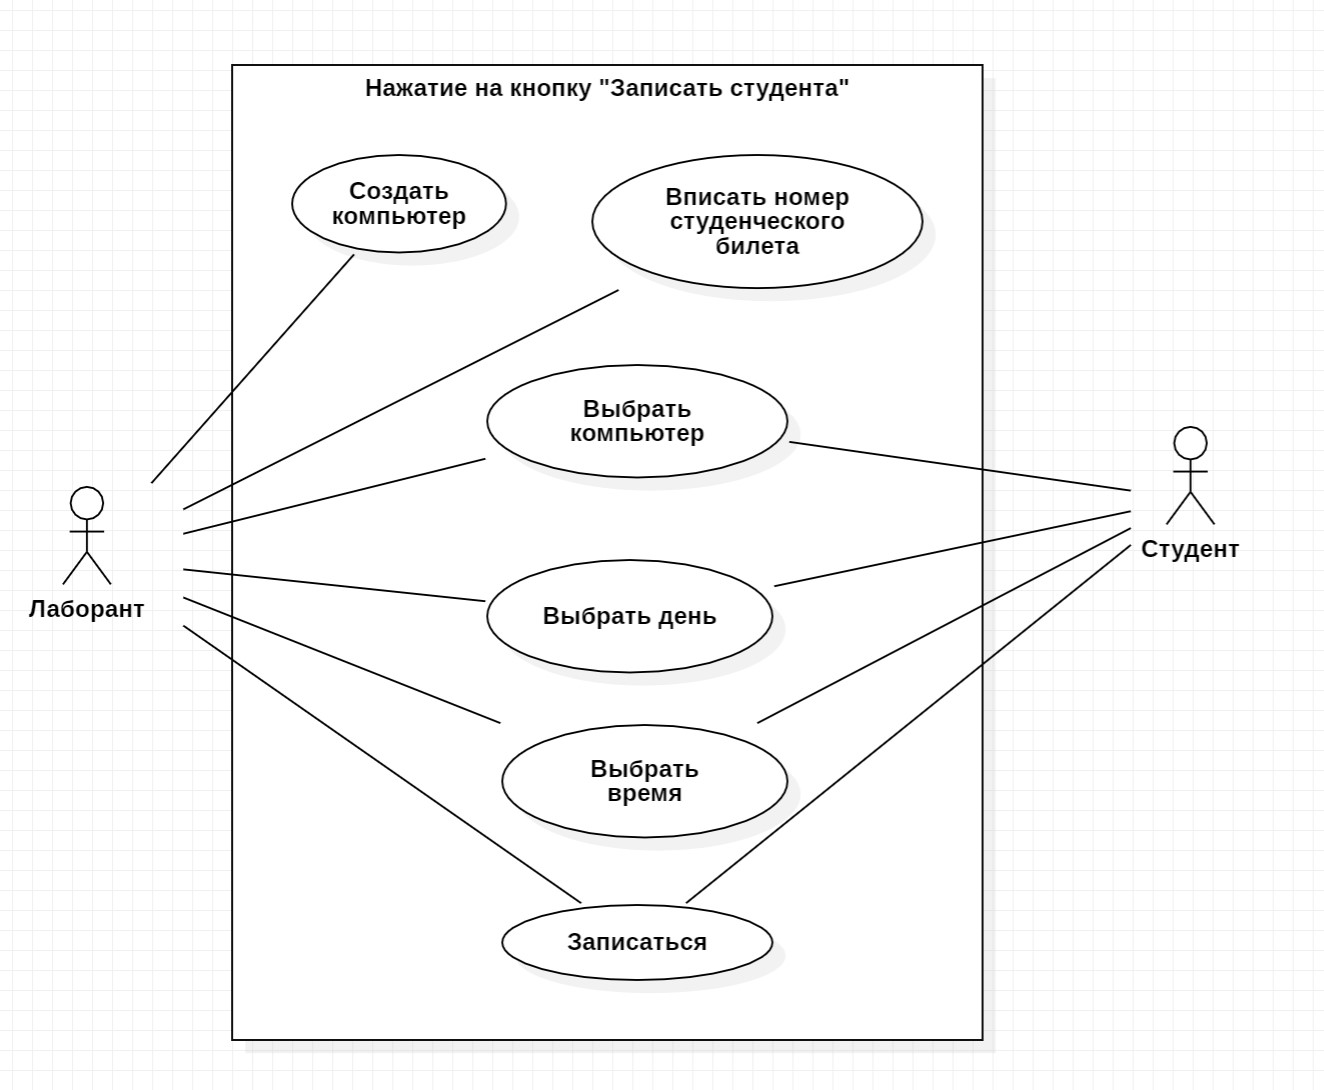 Нажатие на кнопку "Записать студента"
Создать
компьютер
Вписать номер
студенческого
билета
Выбрать
компьютер
Студент
Лаборант
Выбрать день
Выбрать
время
Записаться